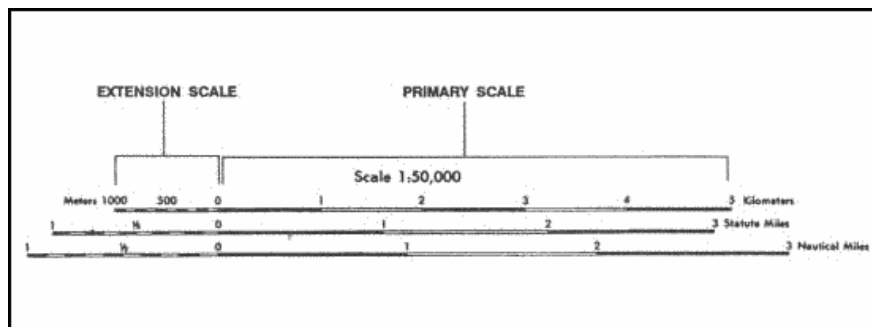 EXTENSION SCALE PRIMARY SCALE
Scale 1:50,000
Meters 1000 500 0 1 2 3 4 5 Kilometers
1 ½ 0 1 2 3 Statute Miles
1 ½ 0 1 2 3 Nautical Miles